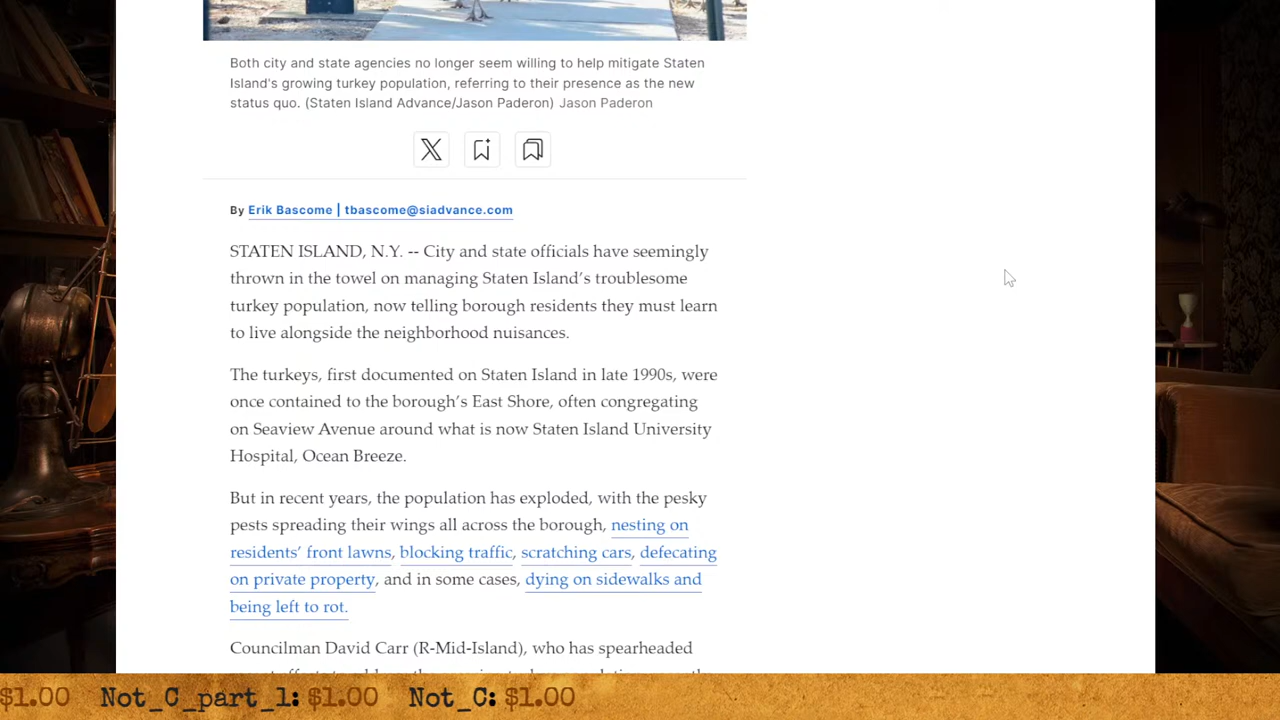 Both city and state agencies no longer seem willing to help mitigate Staten
Island's growing turkey population, referring to their presence as the new
status quo. (Staten Island Advance/Jason Paderon) Jason Paderon
By Erik Bascome | tbascome@siadvance.com
STATEN ISLAND, N.Y. -- City and state officials have seemingly
thrown in the towel on managing Staten Island’s troublesome
turkey population, now telling borough residents they must learn
to live alongside the neighborhood nuisances.
The turkeys, first documented on Staten Island in late 1990s, were
once contained to the borough’s East Shore, often congregating
on Seaview Avenue around what is now Staten Island University
Hospital, Ocean Breeze.
But in recent years, the population has exploded, with the pesky
pests spreading their wings all across the borough, nesting on
residents’ front lawns, blocking traffic, scratching cars, defecating
on private property, and in some cases, dying on sidewalks and
being left to rot.
Councilman David Carr (R-Mid-Island), who has spearheaded
$1.00 Not_C_part_1: $1.00 Not_C: $1.00